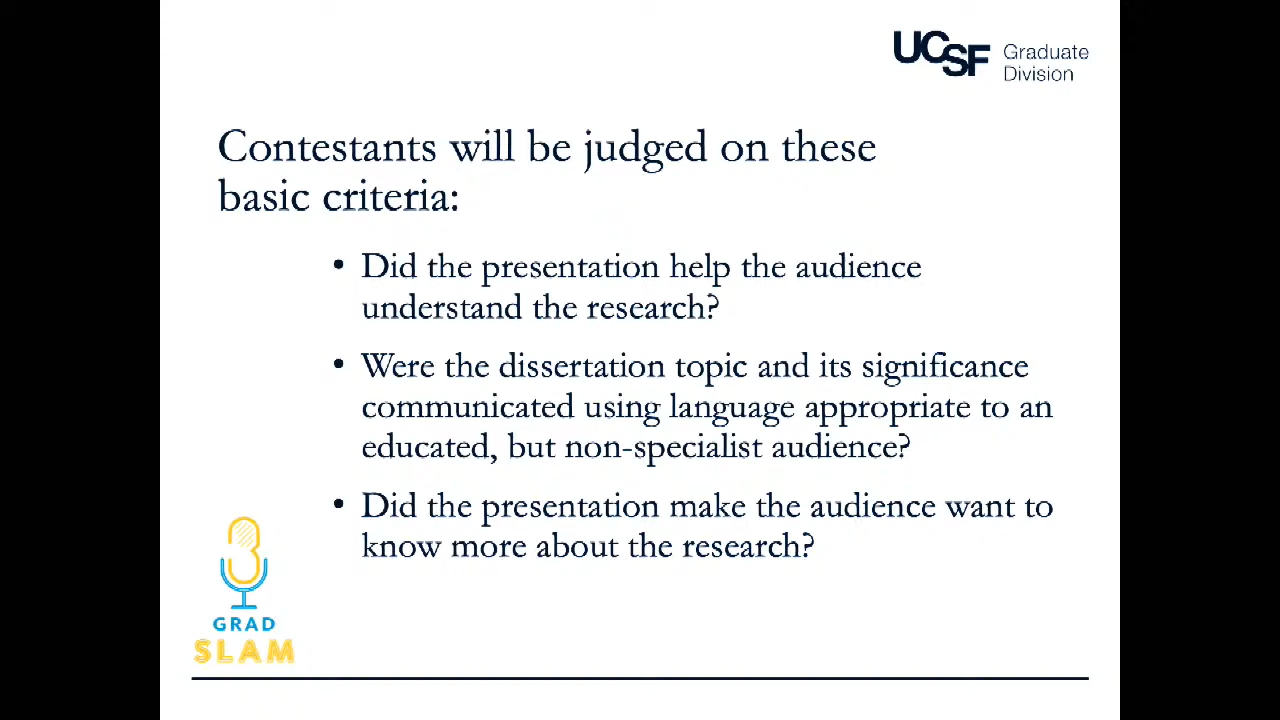 UCSF Graduate
Division
Contestants will be judged on these
basic criteria:
• Did the presentation help the audience
understand the research?
• Were the dissertation topic and its significance
communicated using language appropriate to an
educated, but non-specialist audience?
• Did the presentation make the audience want to
know more about the research?
GRAD
SLAM